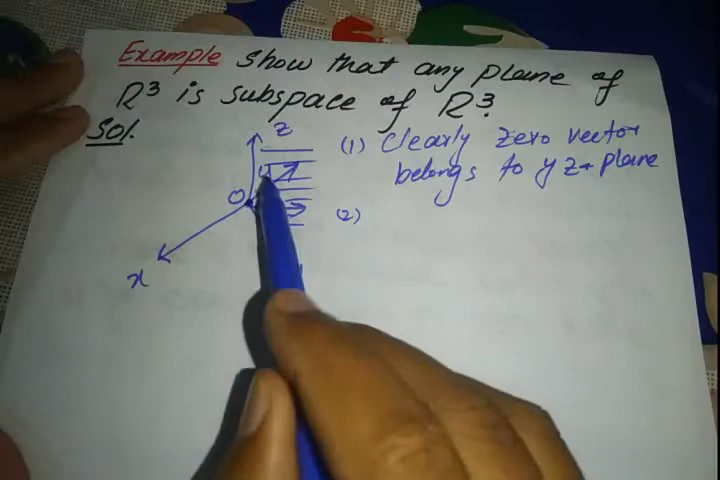 Example Show that any plane of
R³ is subspace of R³?
Sol.
z
(1) Clearly zero vector
belongs to yz-plane
O
(2)
x